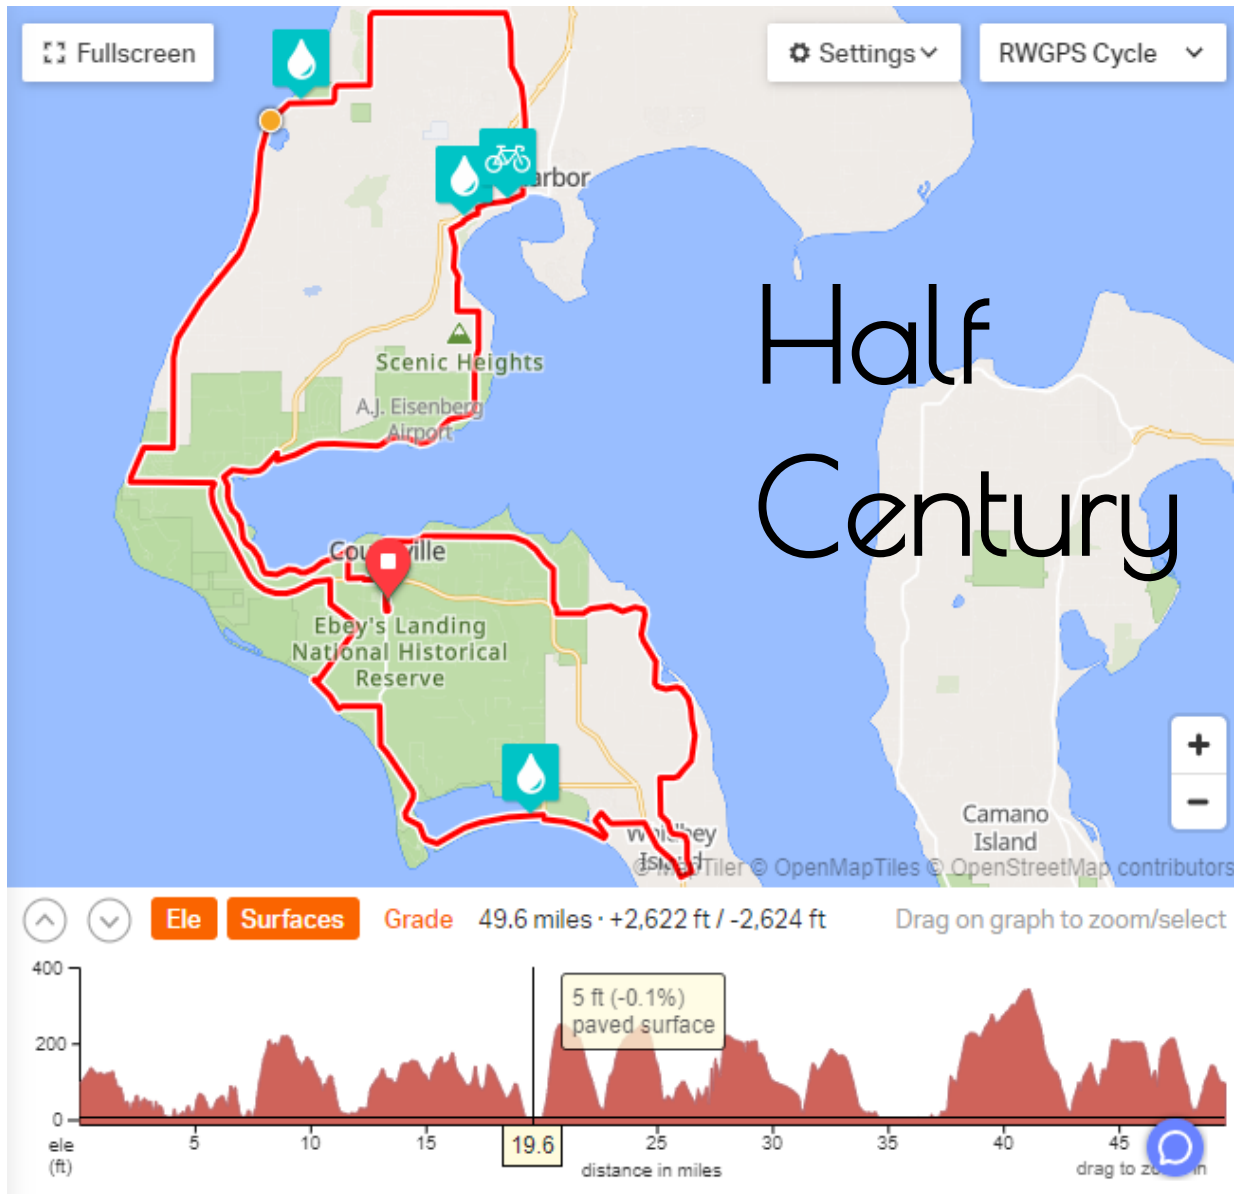 Fullscreen
Settings
RWGPS Cycle
arbor
Half
Scenic Heights
A.J. Eisenberg
Airport
Century
Ebey's Landing
National Historical
Reserve
Camano
Island
Whidbey
Island
© MapTiler © OpenMapTiles © OpenStreetMap contributors
Ele
Surfaces
Grade
49.6 miles · +2,622 ft / -2,624 ft
Drag on graph to zoom/select
400
5 ft (-0.1%)
paved surface
200
0
ele
(ft)
5
10
15
19.6
25
30
35
40
45
distance in miles